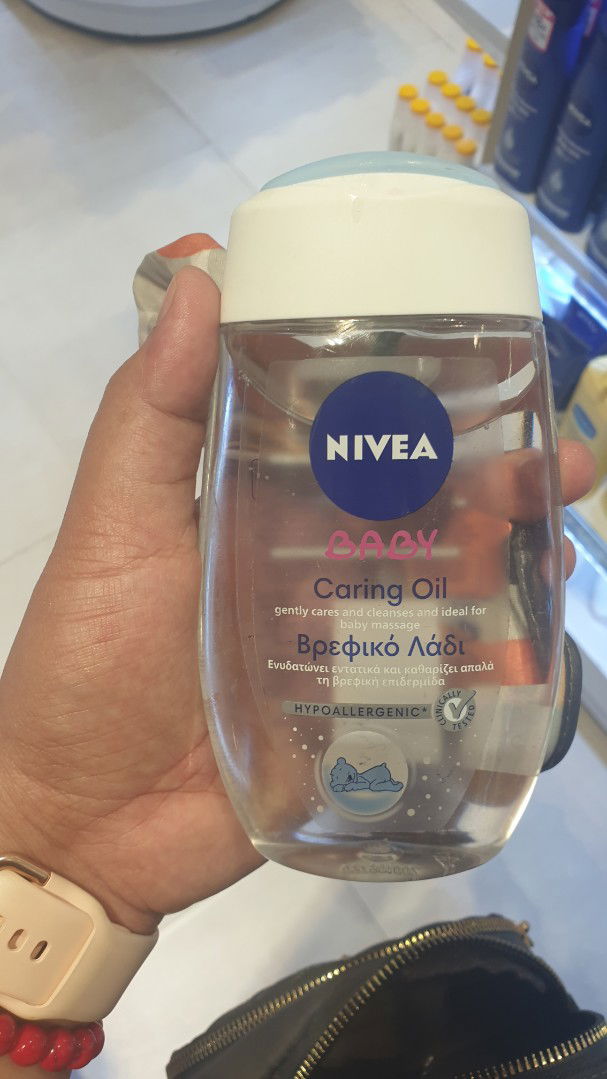 NIVEA
BABY
Caring Oil
gently cares and cleanses and ideal for
baby massage
Βρεφικό Λάδι
Ενυδατώνει εντατικά και καθαρίζει απαλά
τη βρεφική επιδερμίδα
HYPOALLERGENIC*
CLINICALLY
TESTED